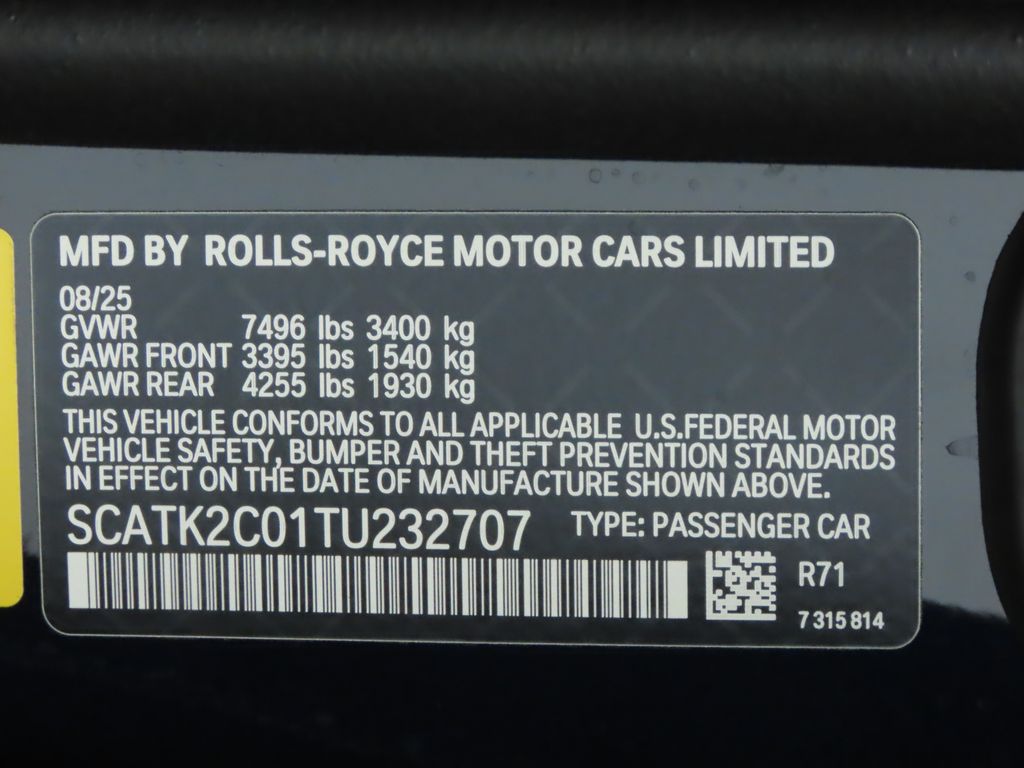 MFD BY ROLLS-ROYCE MOTOR CARS LIMITED
08/25
GVWR 7496 lbs 3400 kg
GAWR FRONT 3395 lbs 1540 kg
GAWR REAR 4255 lbs 1930 kg
THIS VEHICLE CONFORMS TO ALL APPLICABLE U.S.FEDERAL MOTOR
VEHICLE SAFETY, BUMPER AND THEFT PREVENTION STANDARDS
IN EFFECT ON THE DATE OF MANUFACTURE SHOWN ABOVE.
SCATK2C01TU232707 TYPE: PASSENGER CAR
R71
7 315 814